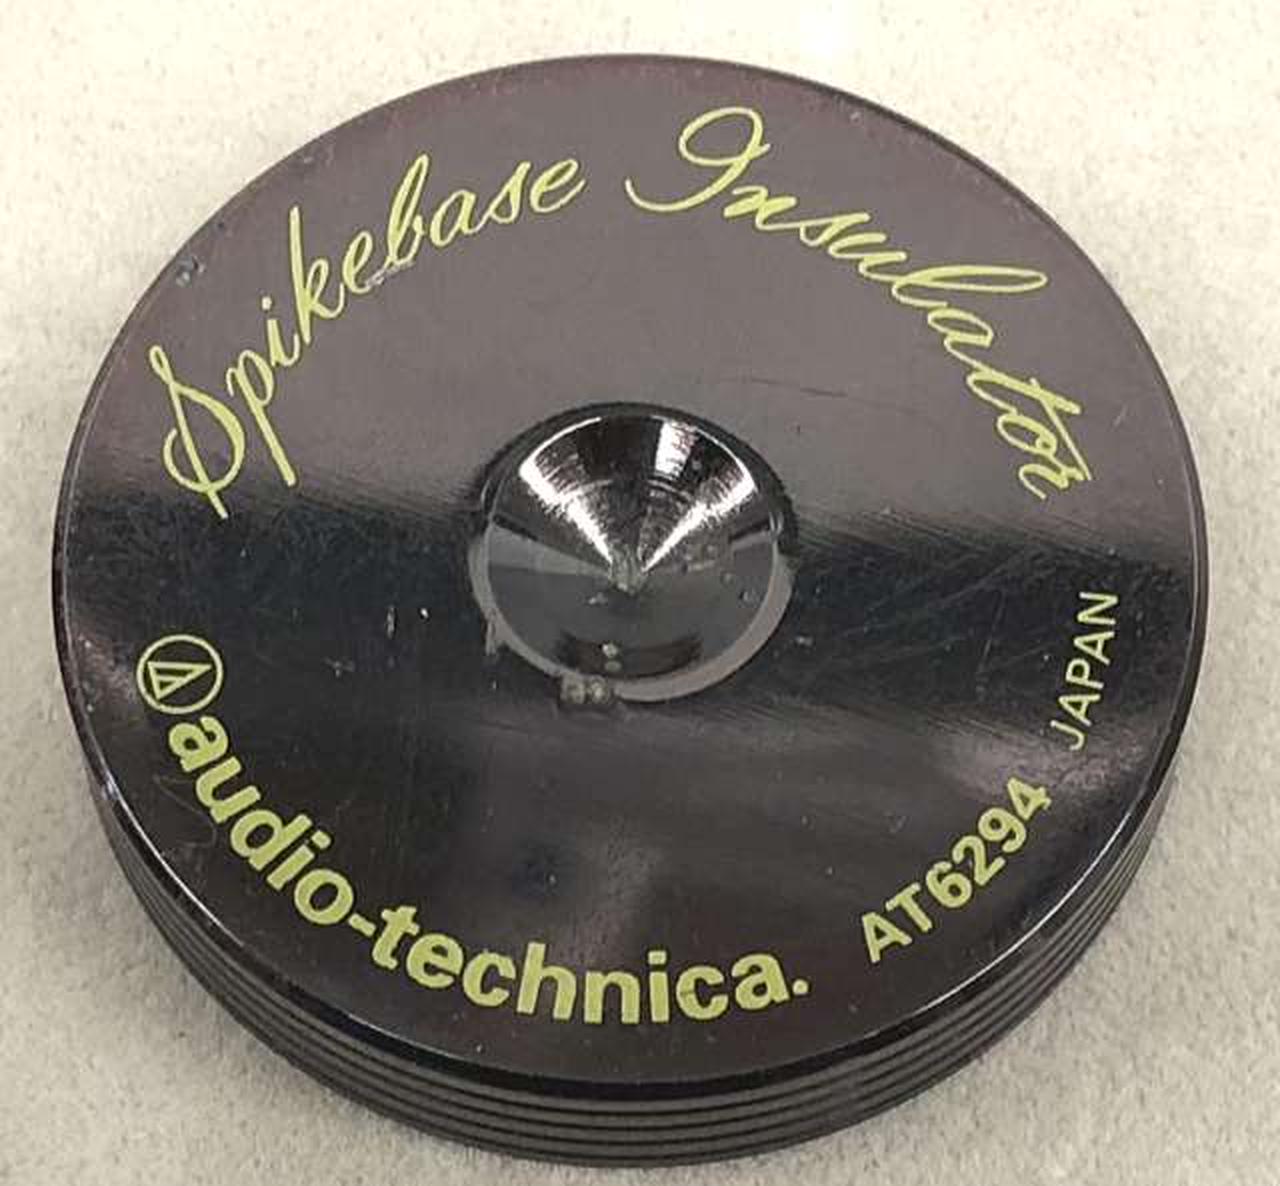 Spikebase Insulator
audio-technica.
AT6294 JAPAN